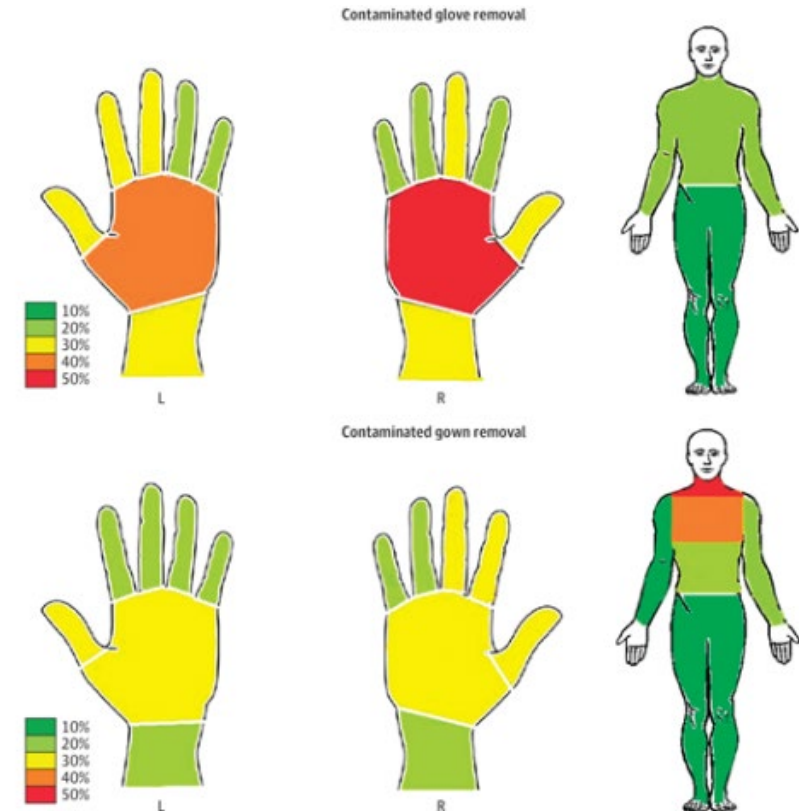 Contaminated glove removal
10%
20%
30%
40%
50%
L
R
Contaminated gown removal
10%
20%
30%
40%
50%
L
R